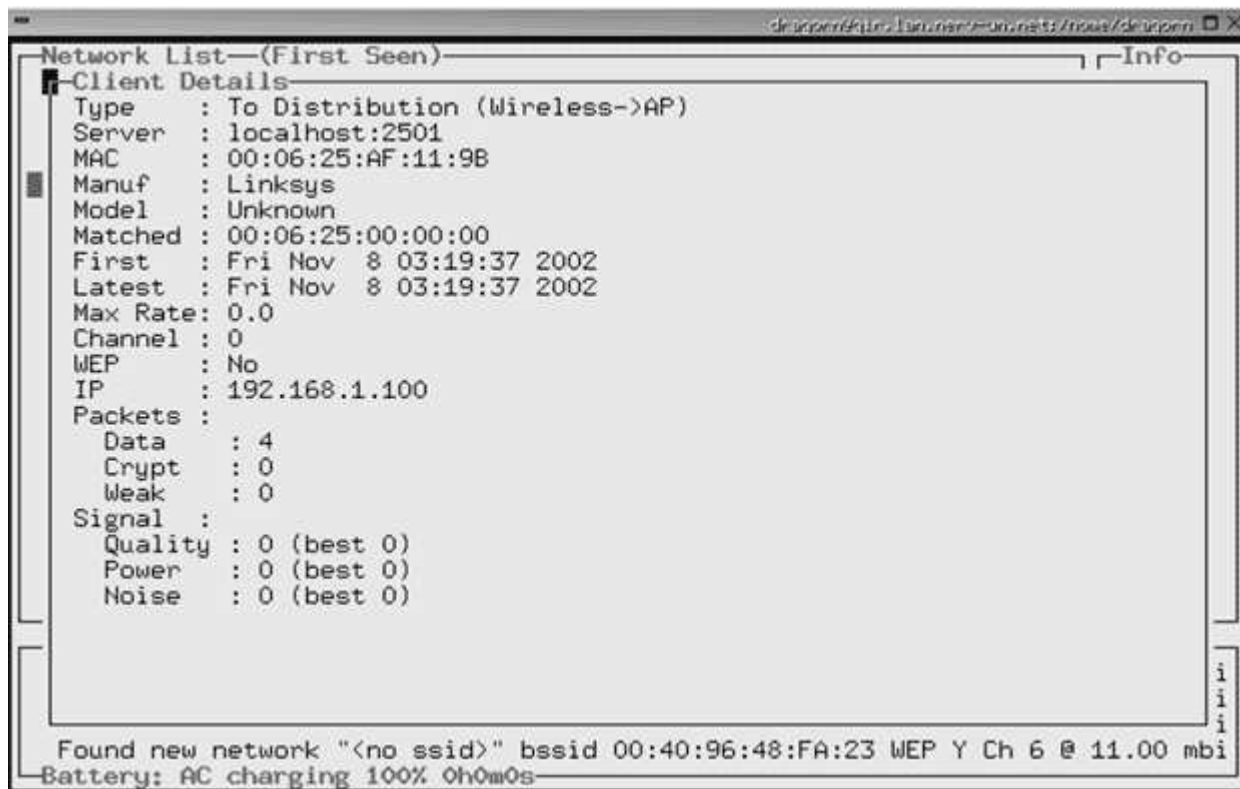 Network List—(First Seen) Info
Client Details
Type : To Distribution (Wireless->AP)
Server : localhost:2501
MAC : 00:06:25:AF:11:9B
Manuf : Linksys
Model : Unknown
Matched : 00:06:25:00:00:00
First : Fri Nov 8 03:19:37 2002
Latest : Fri Nov 8 03:19:37 2002
Max Rate: 0.0
Channel : 0
WEP : No
IP : 192.168.1.100
Packets :
Data : 4
Crypt : 0
Weak : 0
Signal :
Quality : 0 (best 0)
Power : 0 (best 0)
Noise : 0 (best 0)
i
i
i
Found new network "<no ssid>" bssid 00:40:96:48:FA:23 WEP Y Ch 6 @ 11.00 mbi
Battery: AC charging 100% 0h0m0s